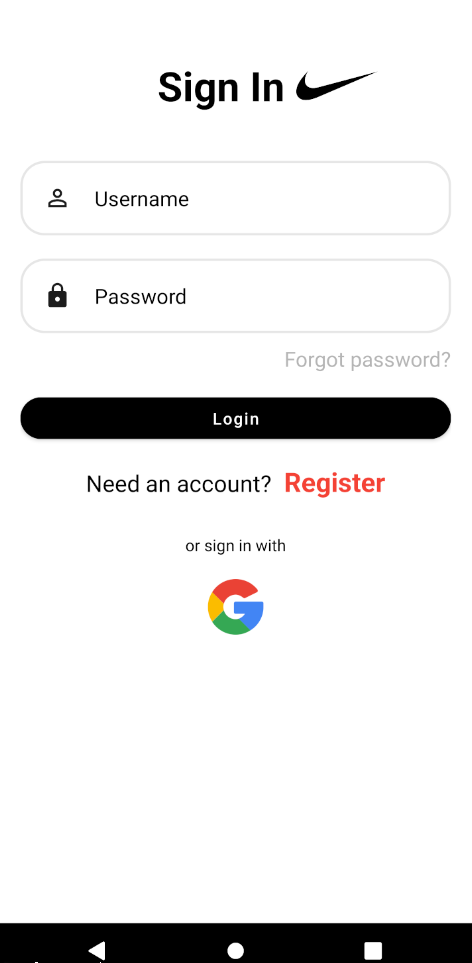 Sign In
Username
Password
Forgot password?
Login
Need an account? Register
or sign in with